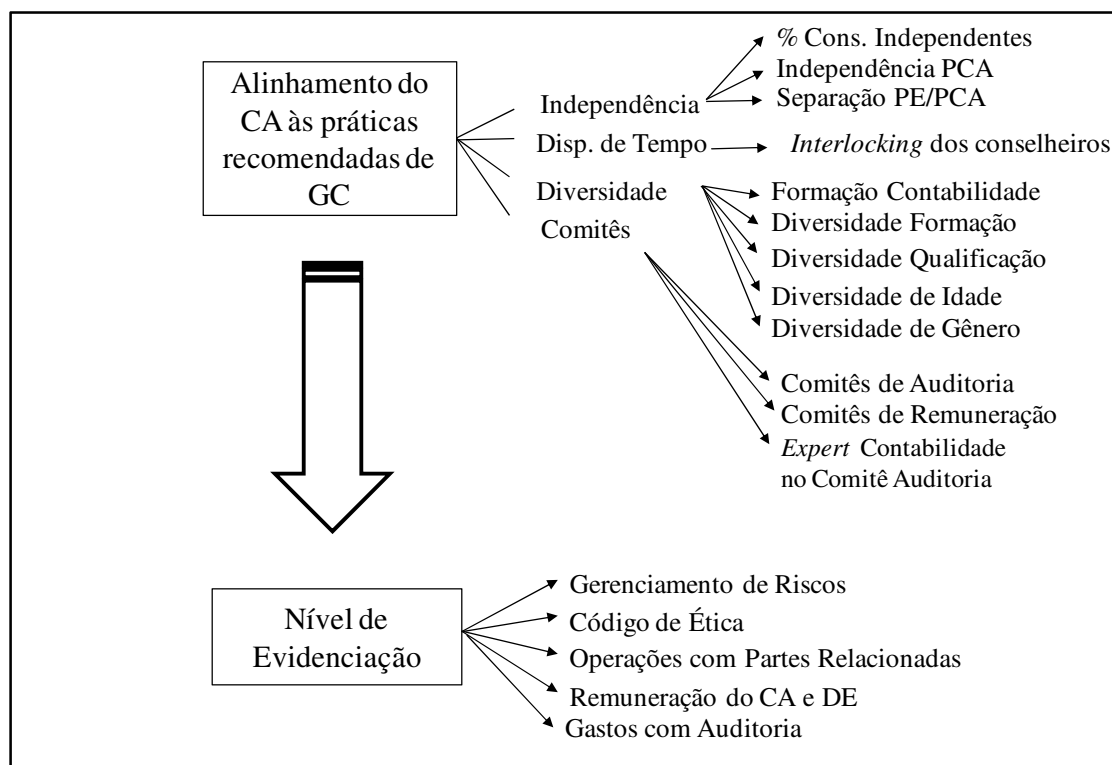 Alinhamento do
CA às práticas
recomendadas de
GC
Independência
Disp. de Tempo
Diversidade
Comitês
% Cons. Independentes
Independência PCA
Separação PE/PCA
Interlocking dos conselheiros
Formação Contabilidade
Diversidade Formação
Diversidade Qualificação
Diversidade de Idade
Diversidade de Gênero
Comitês de Auditoria
Comitês de Remuneração
Expert Contabilidade
no Comitê Auditoria
Nível de
Evidenciação
Gerenciamento de Riscos
Código de Ética
Operações com Partes Relacionadas
Remuneração do CA e DE
Gastos com Auditoria